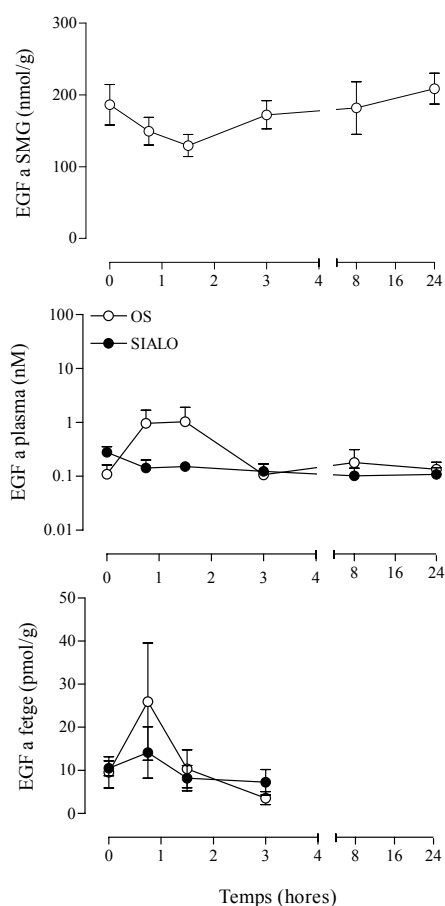 300
200
100
0
EGF a SMG (nmol/g)
0 1 2 3 4 8 16 24
100
10
1
0.1
0.01
EGF a plasma (nM)
OS
SIALO
0 1 2 3 4 8 16 24
50
40
30
20
10
0
EGF a fetge (pmol/g)
0 1 2 3 4 8 16 24
Temps (hores)